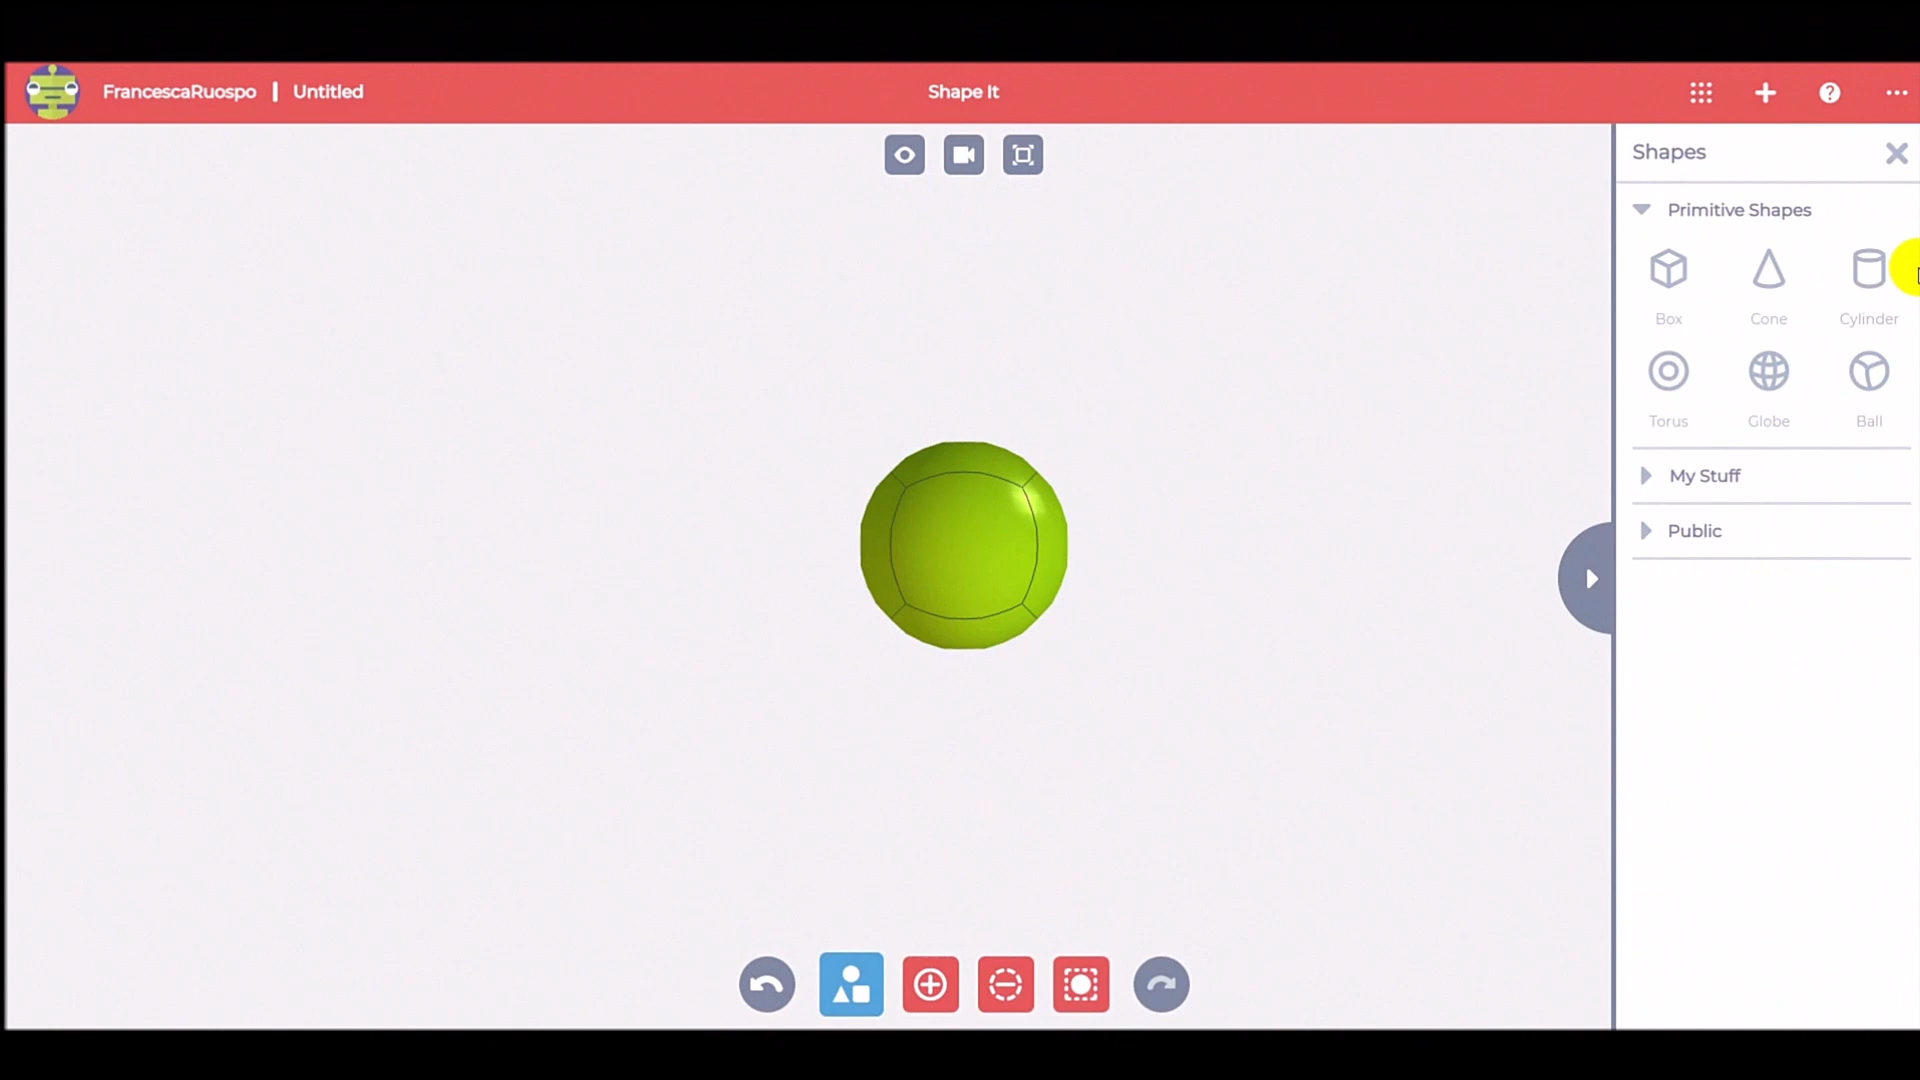 FrancescaRuospo | Untitled
Shape It
Shapes
Primitive Shapes
Box
Cone
Cylinder
Torus
Globe
Ball
My Stuff
Public